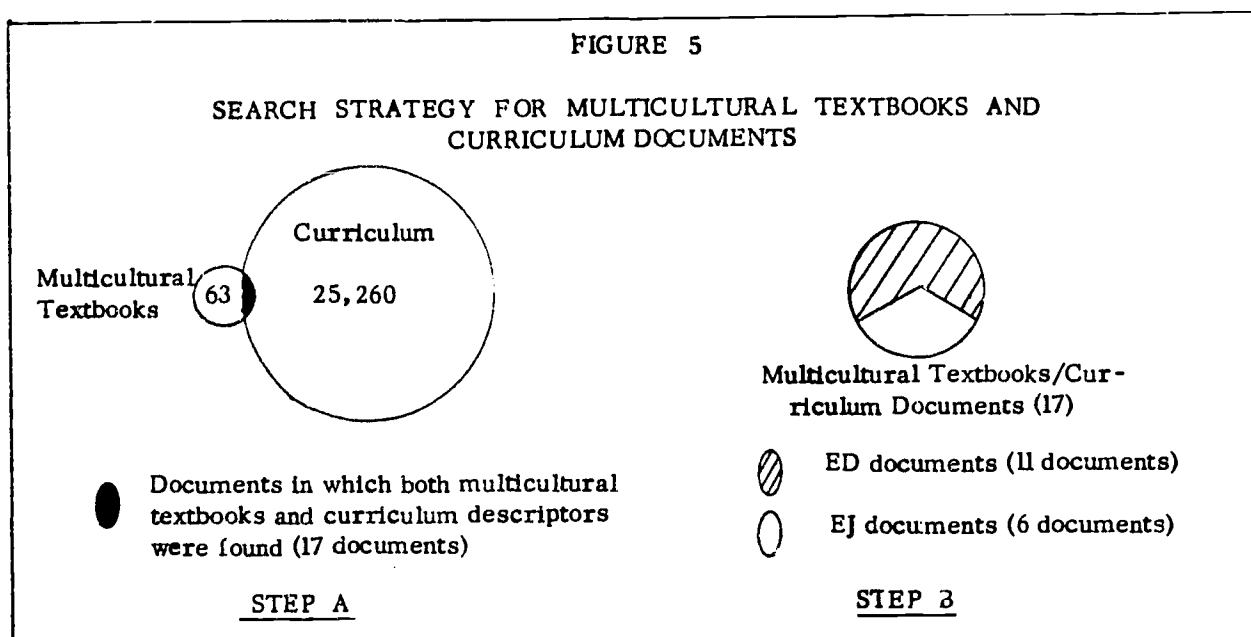 FIGURE 5
SEARCH STRATEGY FOR MULTICULTURAL TEXTBOOKS AND
CURRICULUM DOCUMENTS
Multicultural
Textbooks
63
Curriculum
25,260
Documents in which both multicultural
textbooks and curriculum descriptors
were found (17 documents)
STEP A
Multicultural Textbooks/Cur-
riculum Documents (17)
ED documents (11 documents)
EJ documents (6 documents)
STEP B